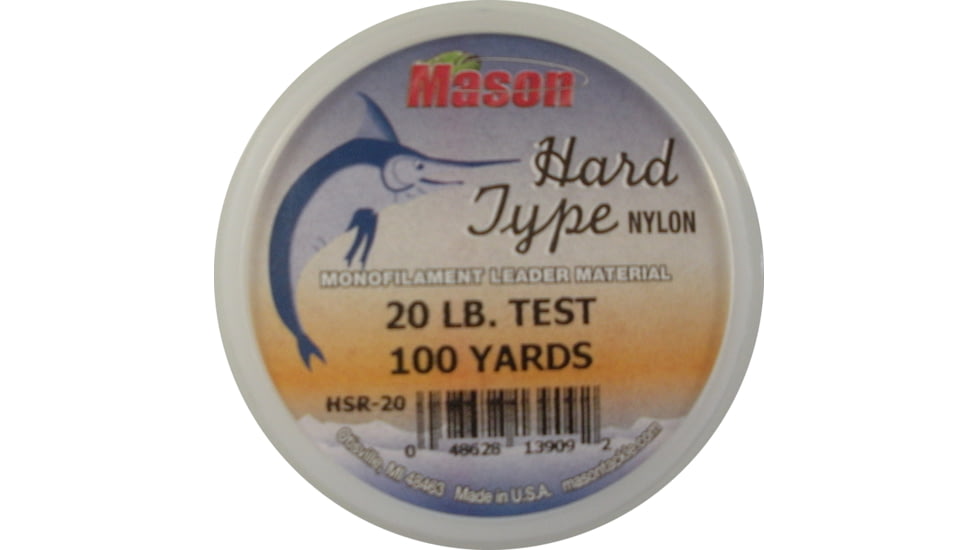 Mason
Hard
Type NYLON
MONOFILAMENT LEADER MATERIAL
20 LB. TEST
100 YARDS
HSR-20
0 48628 13909 2
Otisville, MI 48463 Made in U.S.A. masontackle.com